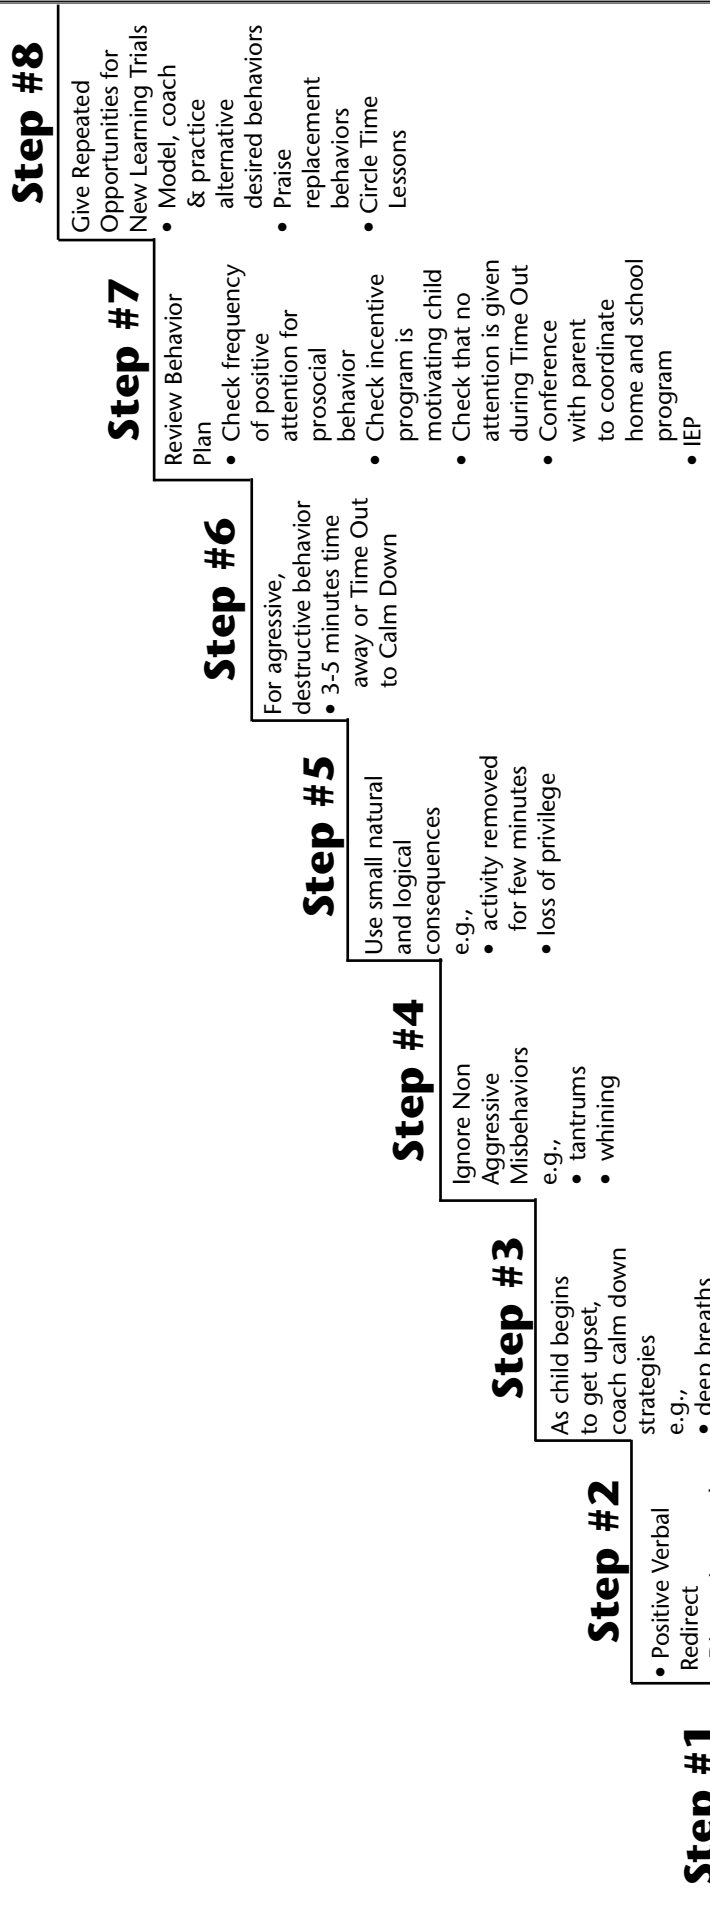 Step #1
Step #2
• Positive Verbal
Redirect
Step #3
As child begins
to get upset,
coach calm down
strategies
e.g.,
• deep breaths
Step #4
Ignore Non
Aggressive
Misbehaviors
e.g.,
• tantrums
• whining
Step #5
Use small natural
and logical
consequences
e.g.,
• activity removed
for few minutes
• loss of privilege
Step #6
For agressive,
destructive behavior
• 3-5 minutes time
away or Time Out
to Calm Down
Step #7
Review Behavior
Plan
• Check frequency
of positive
attention for
prosocial
behavior
• Check incentive
program is
motivating child
• Check that no
attention is given
during Time Out
• Conference
with parent
to coordinate
home and school
program
• IEP
Step #8
Give Repeated
Opportunities for
New Learning Trials
• Model, coach
& practice
alternative
desired behaviors
• Praise
replacement
behaviors
• Circle Time
Lessons